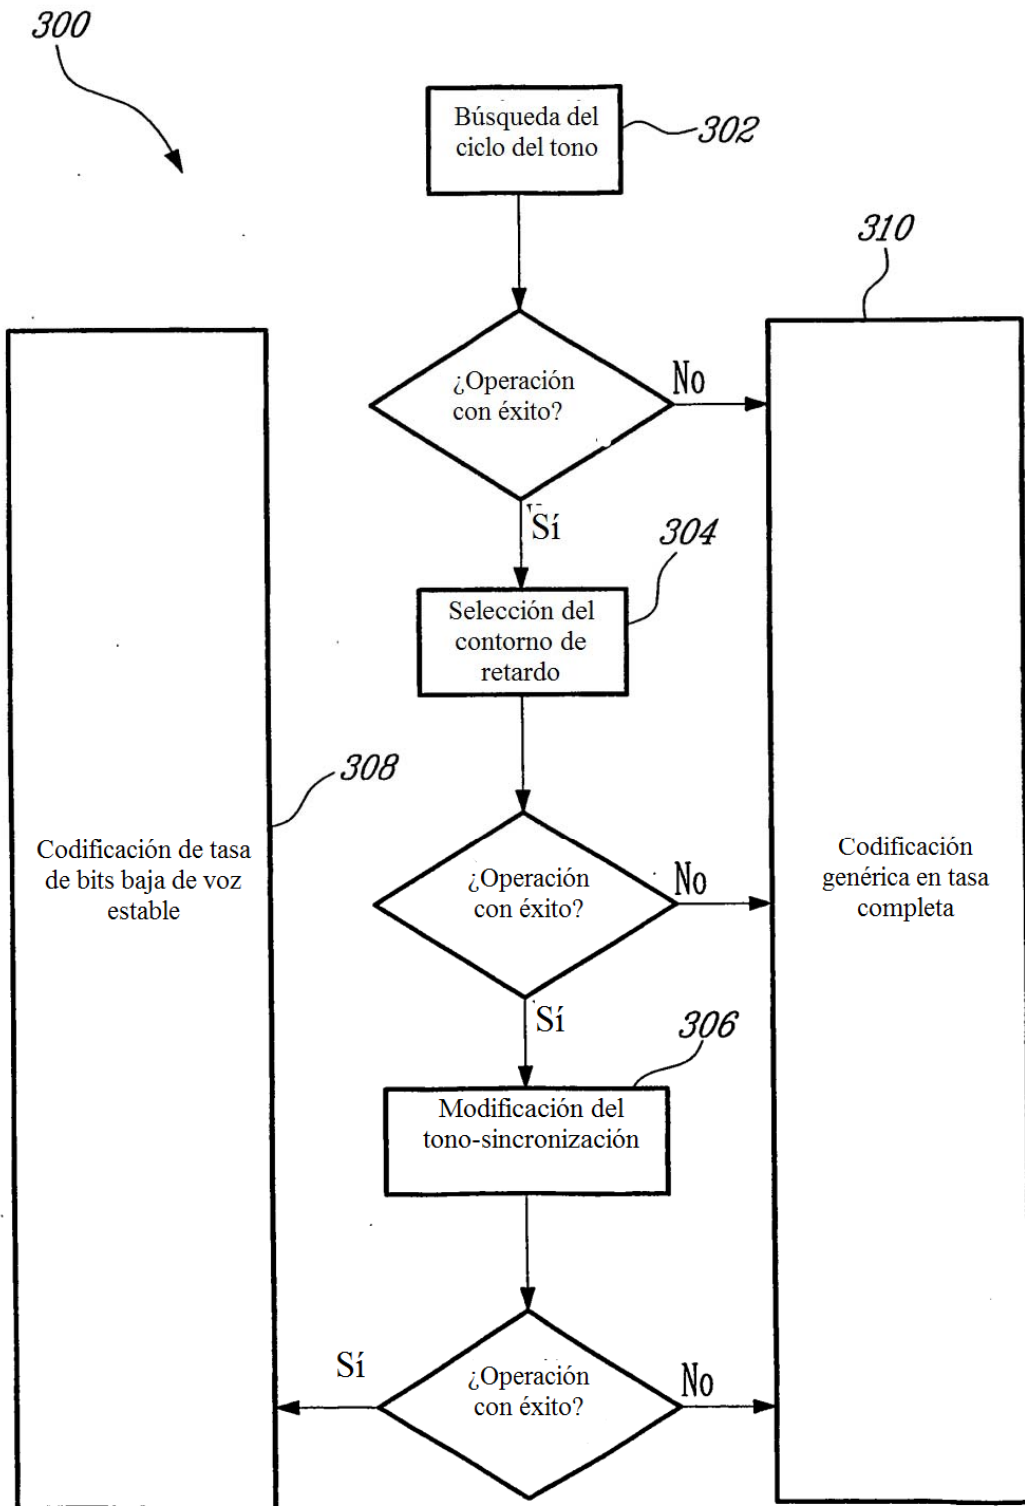 300
Búsqueda del
ciclo del tono
302
310
¿Operación
con éxito?
No
Sí
304
Selección del
contorno de
retardo
308
Codificación de tasa
de bits baja de voz
estable
¿Operación
con éxito?
No
Codificación
genérica en tasa
completa
Sí
306
Modificación del
tono-sincronización
Sí
¿Operación
con éxito?
No